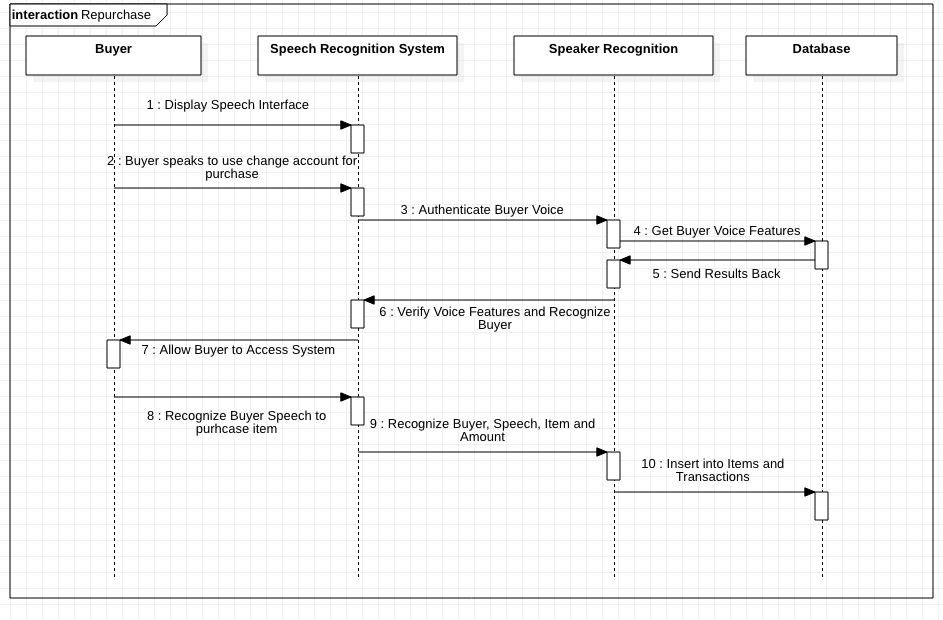 interaction Repurchase
Buyer
Speech Recognition System
Speaker Recognition
Database
1 : Display Speech Interface
2 : Buyer speaks to use change account for
purchase
3 : Authenticate Buyer Voice
4 : Get Buyer Voice Features
5 : Send Results Back
6 : Verify Voice Features and Recognize
Buyer
7 : Allow Buyer to Access System
8 : Recognize Buyer Speech to
purhcase item
9 : Recognize Buyer, Speech, Item and
Amount
10 : Insert into Items and
Transactions